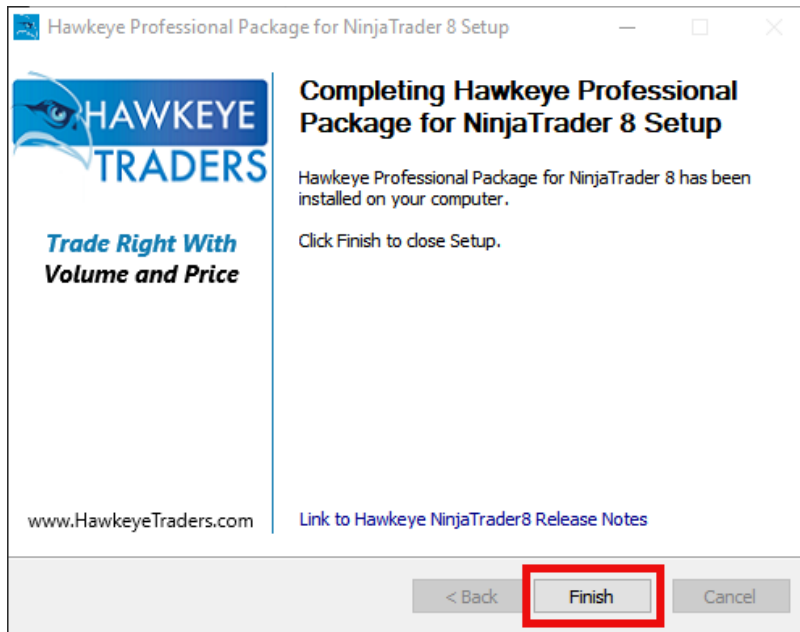 Hawkeye Professional Package for NinjaTrader 8 Setup
HAWKEYE
TRADERS
Trade Right With
Volume and Price
www.HawkeyeTraders.com
Completing Hawkeye Professional
Package for NinjaTrader 8 Setup
Hawkeye Professional Package for NinjaTrader 8 has been
installed on your computer.
Click Finish to close Setup.
Link to Hawkeye NinjaTrader8 Release Notes
< Back
Finish
Cancel